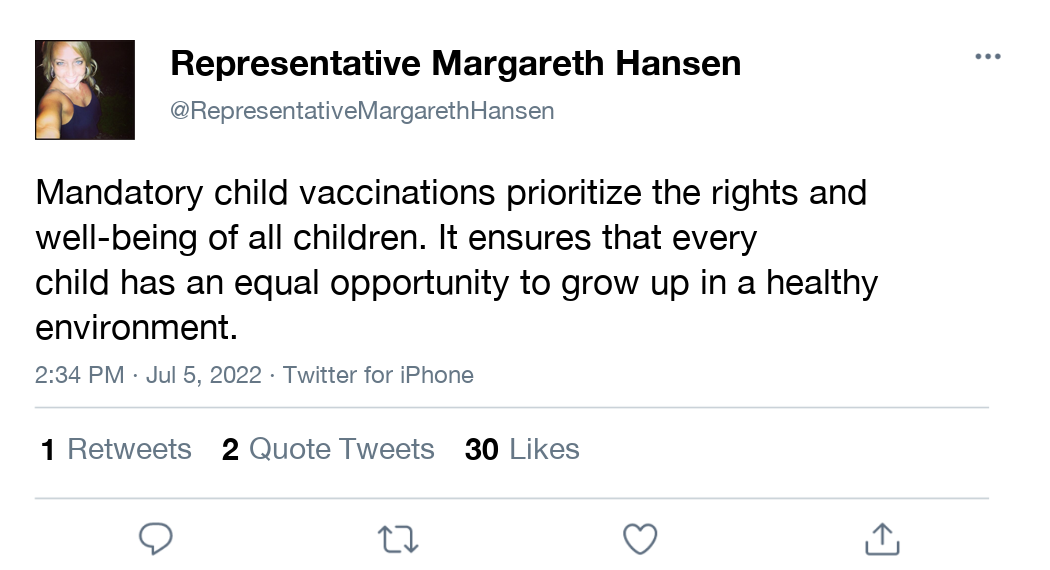 Representative Margareth Hansen
@RepresentativeMargarethHansen
Mandatory child vaccinations prioritize the rights and
well-being of all children. It ensures that every
child has an equal opportunity to grow up in a healthy
environment.
2:34 PM · Jul 5, 2022 · Twitter for iPhone
1 Retweets 2 Quote Tweets 30 Likes